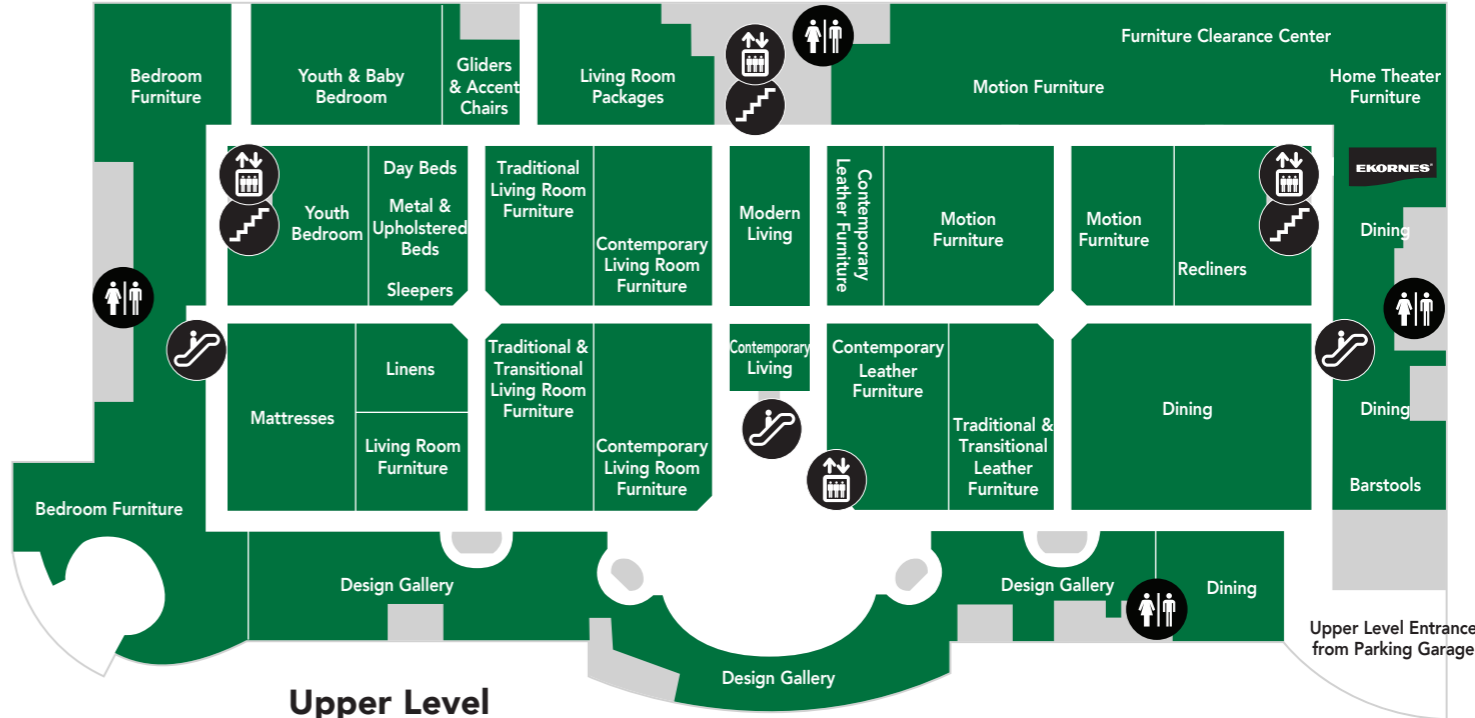 Furniture Clearance Center
Bedroom
Furniture
Youth & Baby
Bedroom
Gliders
& Accent
Chairs
Living Room
Packages
Motion Furniture
Home Theater
Furniture
Youth
Bedroom
Day Beds
Metal &
Upholstered
Beds
Sleepers
Traditional
Living Room
Furniture
Contemporary
Living Room
Furniture
Modern
Living
Contemporary
Leather Furniture
Motion
Furniture
Motion
Furniture
Recliners
EKORNES®
Dining
Mattresses
Linens
Living Room
Furniture
Traditional &
Transitional
Living Room
Furniture
Contemporary
Living Room
Furniture
Contemporary
Living
Contemporary
Leather
Furniture
Traditional &
Transitional
Leather
Furniture
Dining
Dining
Barstools
Bedroom Furniture
Design Gallery
Design Gallery
Dining
Design Gallery
Upper Level Entrance
from Parking Garage
Upper Level